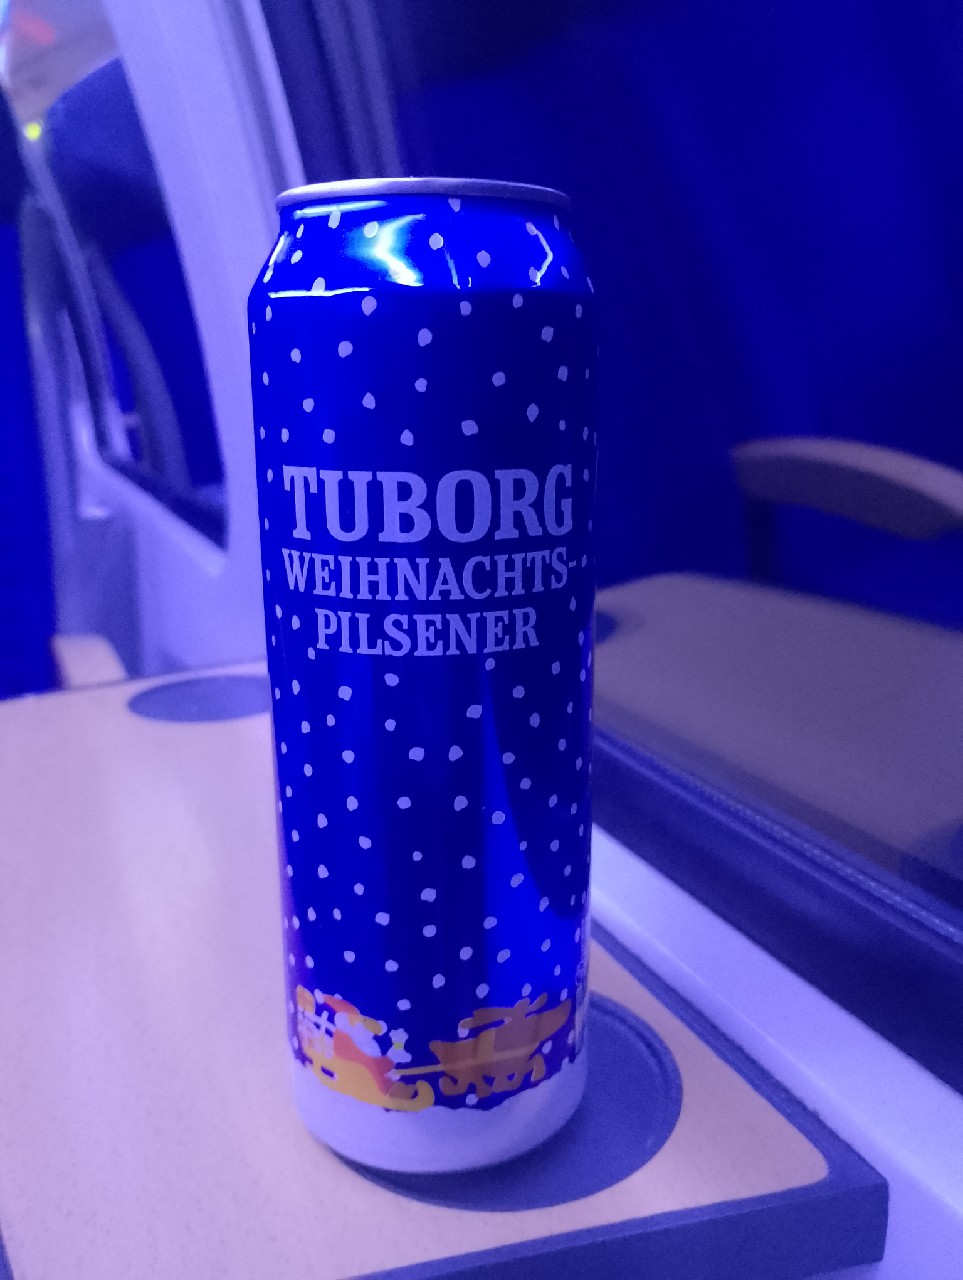 TUBORG
WEIHNACHTS-
PILSENER